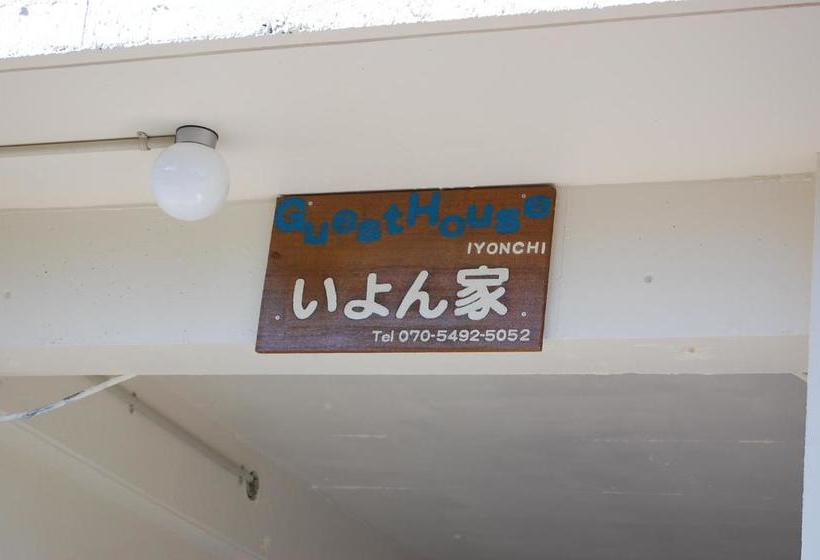 GuestHouse
IYONCHI
いよん家
Tel 070-5492-5052